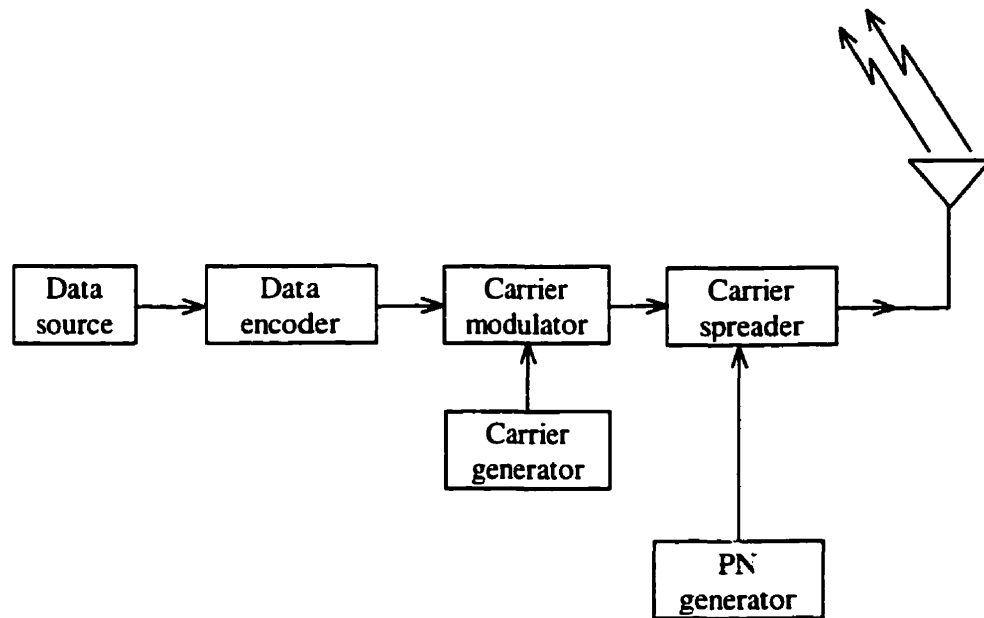 Data
source
Data
encoder
Carrier
modulator
Carrier
spreader
Carrier
generator
PN
generator